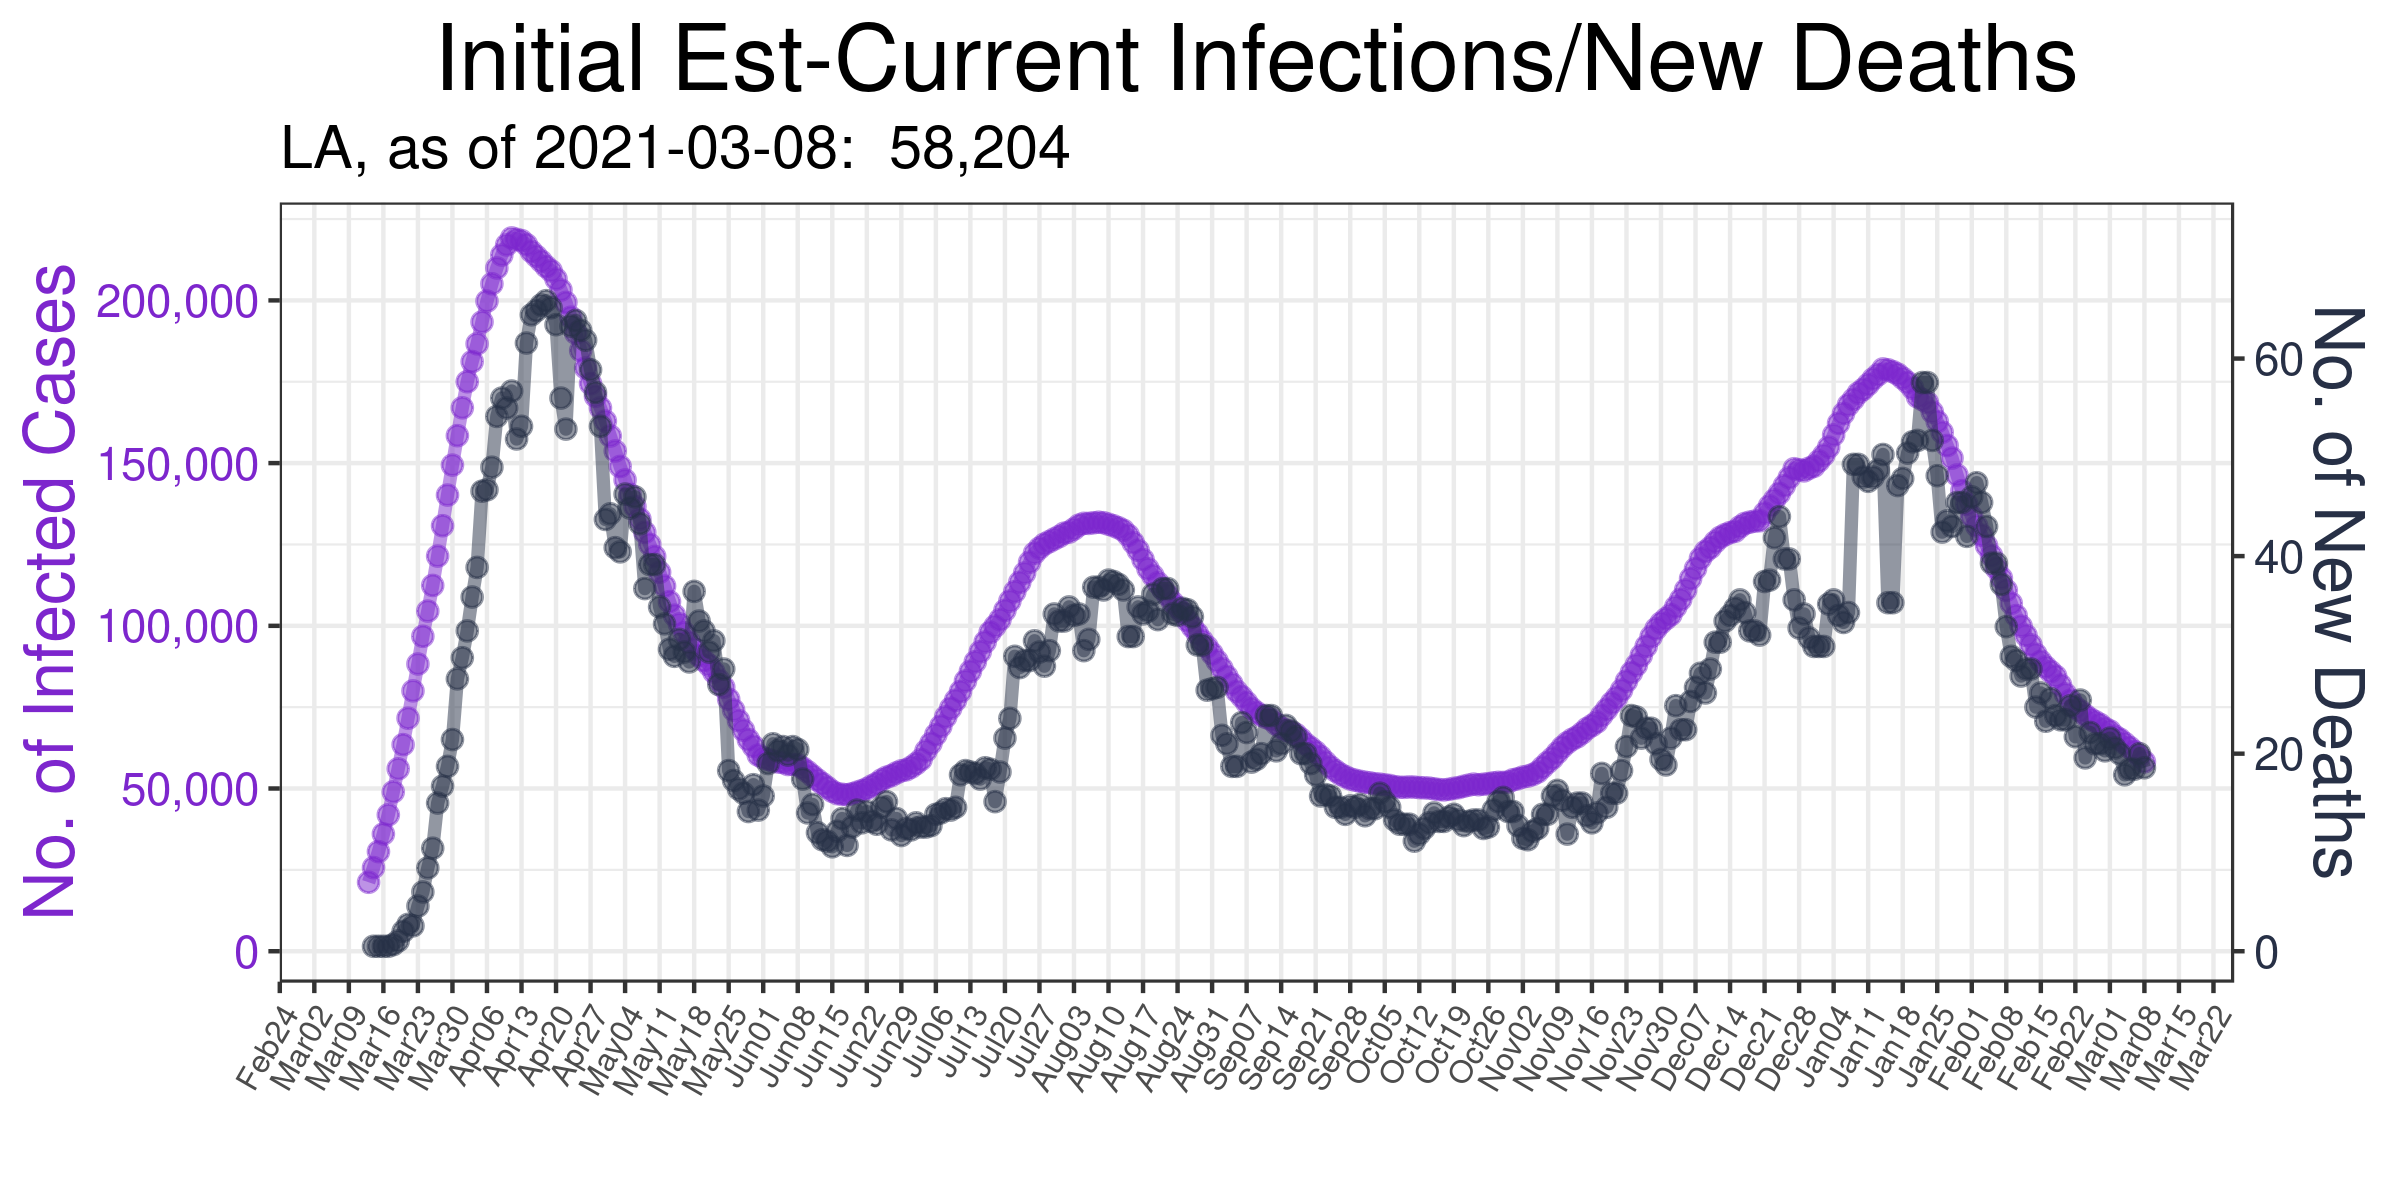 Initial Est-Current Infections/New Deaths
LA, as of 2021-03-08:  58,204
No. of Infected Cases
200,000
150,000
100,000
50,000
0
60
40
20
0
No. of New Deaths
Feb24
Mar02
Mar09
Mar16
Mar23
Mar30
Apr06
Apr13
Apr20
Apr27
May04
May11
May18
May25
Jun01
Jun08
Jun15
Jun22
Jun29
Jul06
Jul13
Jul20
Jul27
Aug03
Aug10
Aug17
Aug24
Aug31
Sep07
Sep14
Sep21
Sep28
Oct05
Oct12
Oct19
Oct26
Nov02
Nov09
Nov16
Nov23
Nov30
Dec07
Dec14
Dec21
Dec28
Jan04
Jan11
Jan18
Jan25
Feb01
Feb08
Feb15
Feb22
Mar01
Mar08
Mar15
Mar22